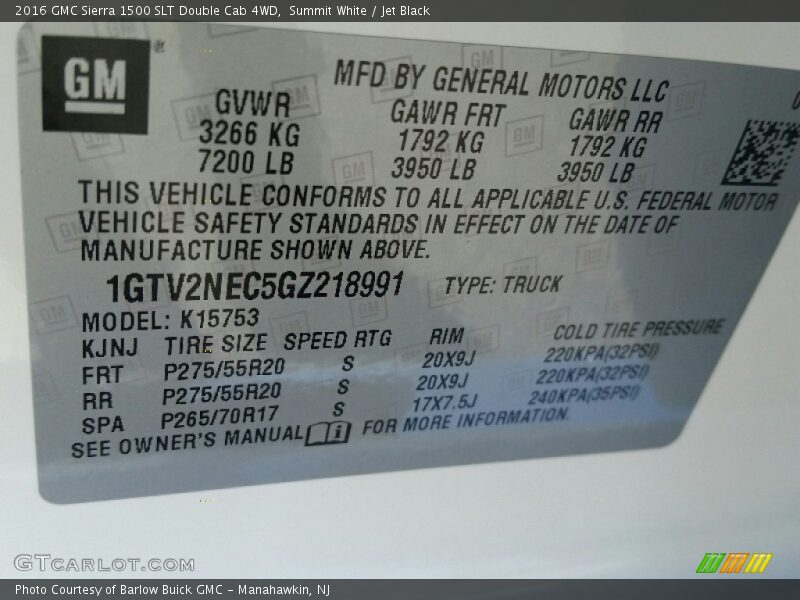 2016 GMC Sierra 1500 SLT Double Cab 4WD, Summit White / Jet Black
GM
MFD BY GENERAL MOTORS LLC
GVWR GAWR FRT GAWR RR
3266 KG 1792 KG 1792 KG
7200 LB 3950 LB 3950 LB
THIS VEHICLE CONFORMS TO ALL APPLICABLE U.S. FEDERAL MOTOR
VEHICLE SAFETY STANDARDS IN EFFECT ON THE DATE OF
MANUFACTURE SHOWN ABOVE.
1GTV2NEC5GZ218991 TYPE: TRUCK
MODEL: K15753
KJNJ TIRE SIZE SPEED RTG RIM COLD TIRE PRESSURE
FRT P275/55R20 S 20X9J 220KPA(32PSI)
RR P275/55R20 S 20X9J 220KPA(32PSI)
SPA P265/70R17 S 17X7.5J 240KPA(35PSI)
SEE OWNER'S MANUAL FOR MORE INFORMATION.
GTCARLOT.COM
Photo Courtesy of Barlow Buick GMC - Manahawkin, NJ